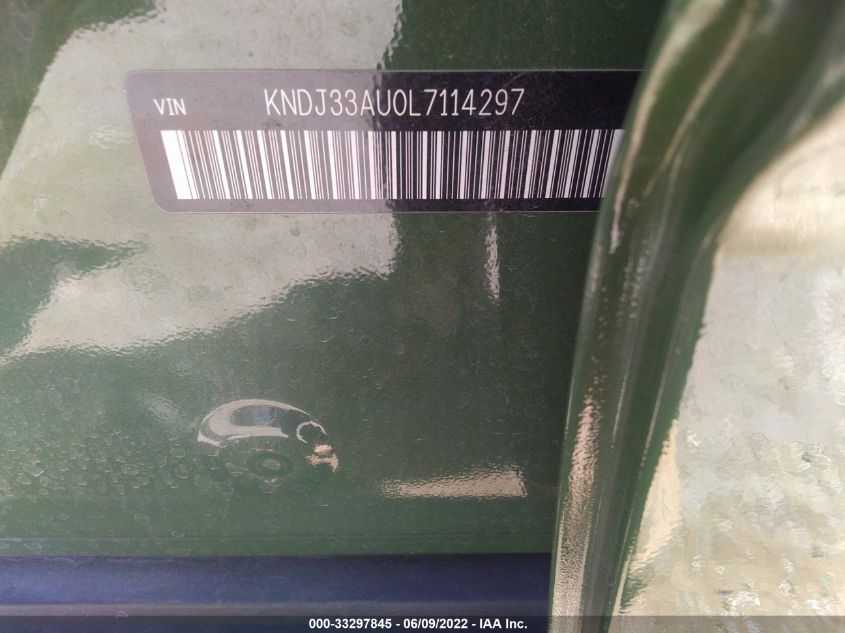 VIN KNDJ33AU0L7114297
000-33297845 - 06/09/2022 - IAA Inc.